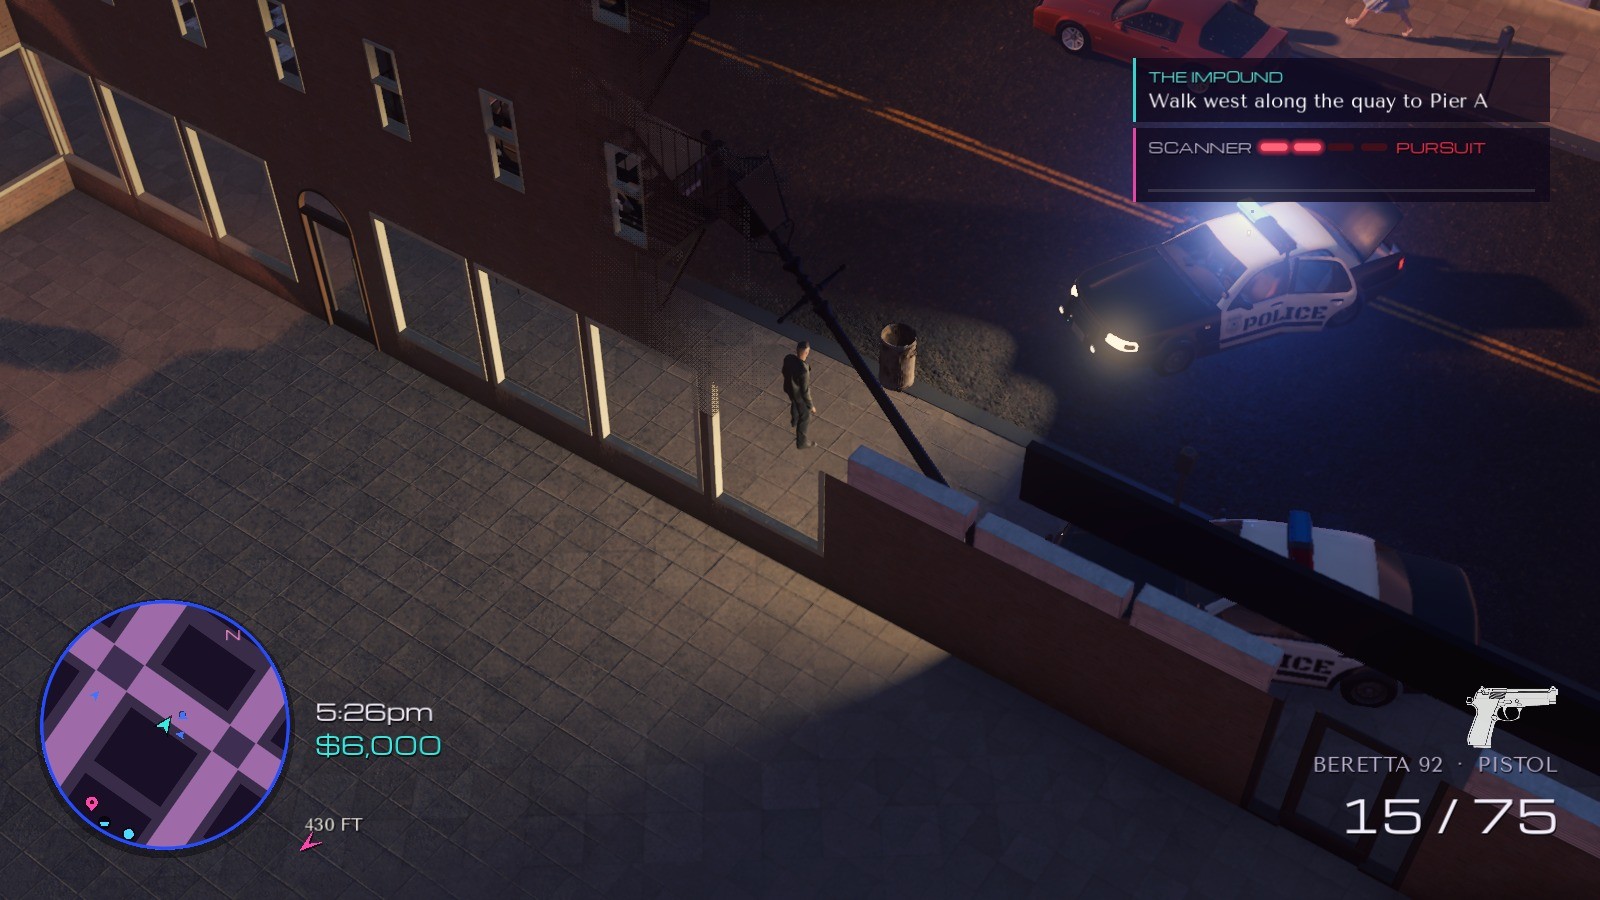 THE IMPOUND
Walk west along the quay to Pier A
SCANNER PURSUIT
POLICE
ICE
N
5:26pm
$6,000
430 FT
BERETTA 92 · PISTOL
15 / 75